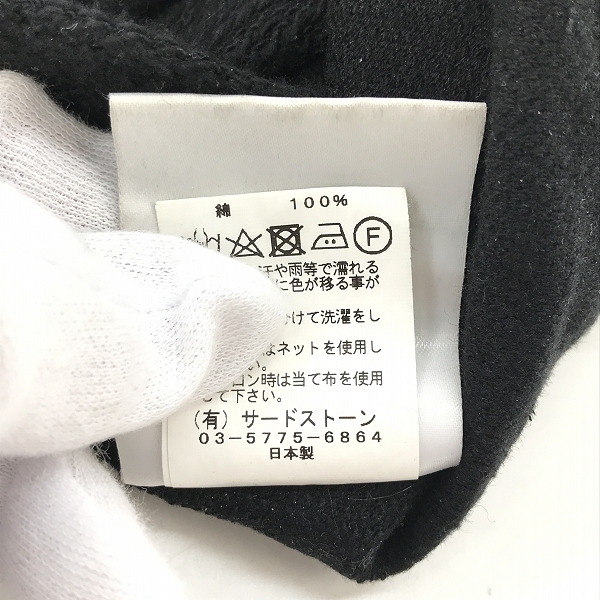 綿 100%
F
汗や雨等で濡れる
に色が移る事が
けて洗濯をし
はネットを使用し
い。
コン時は当て布を使用
して下さい。
(有) サードストーン
03-5775-6864
日本製